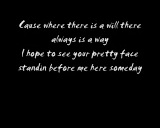 Cause where there is a will there
always is a way
I hope to see your pretty face
standin before me here someday